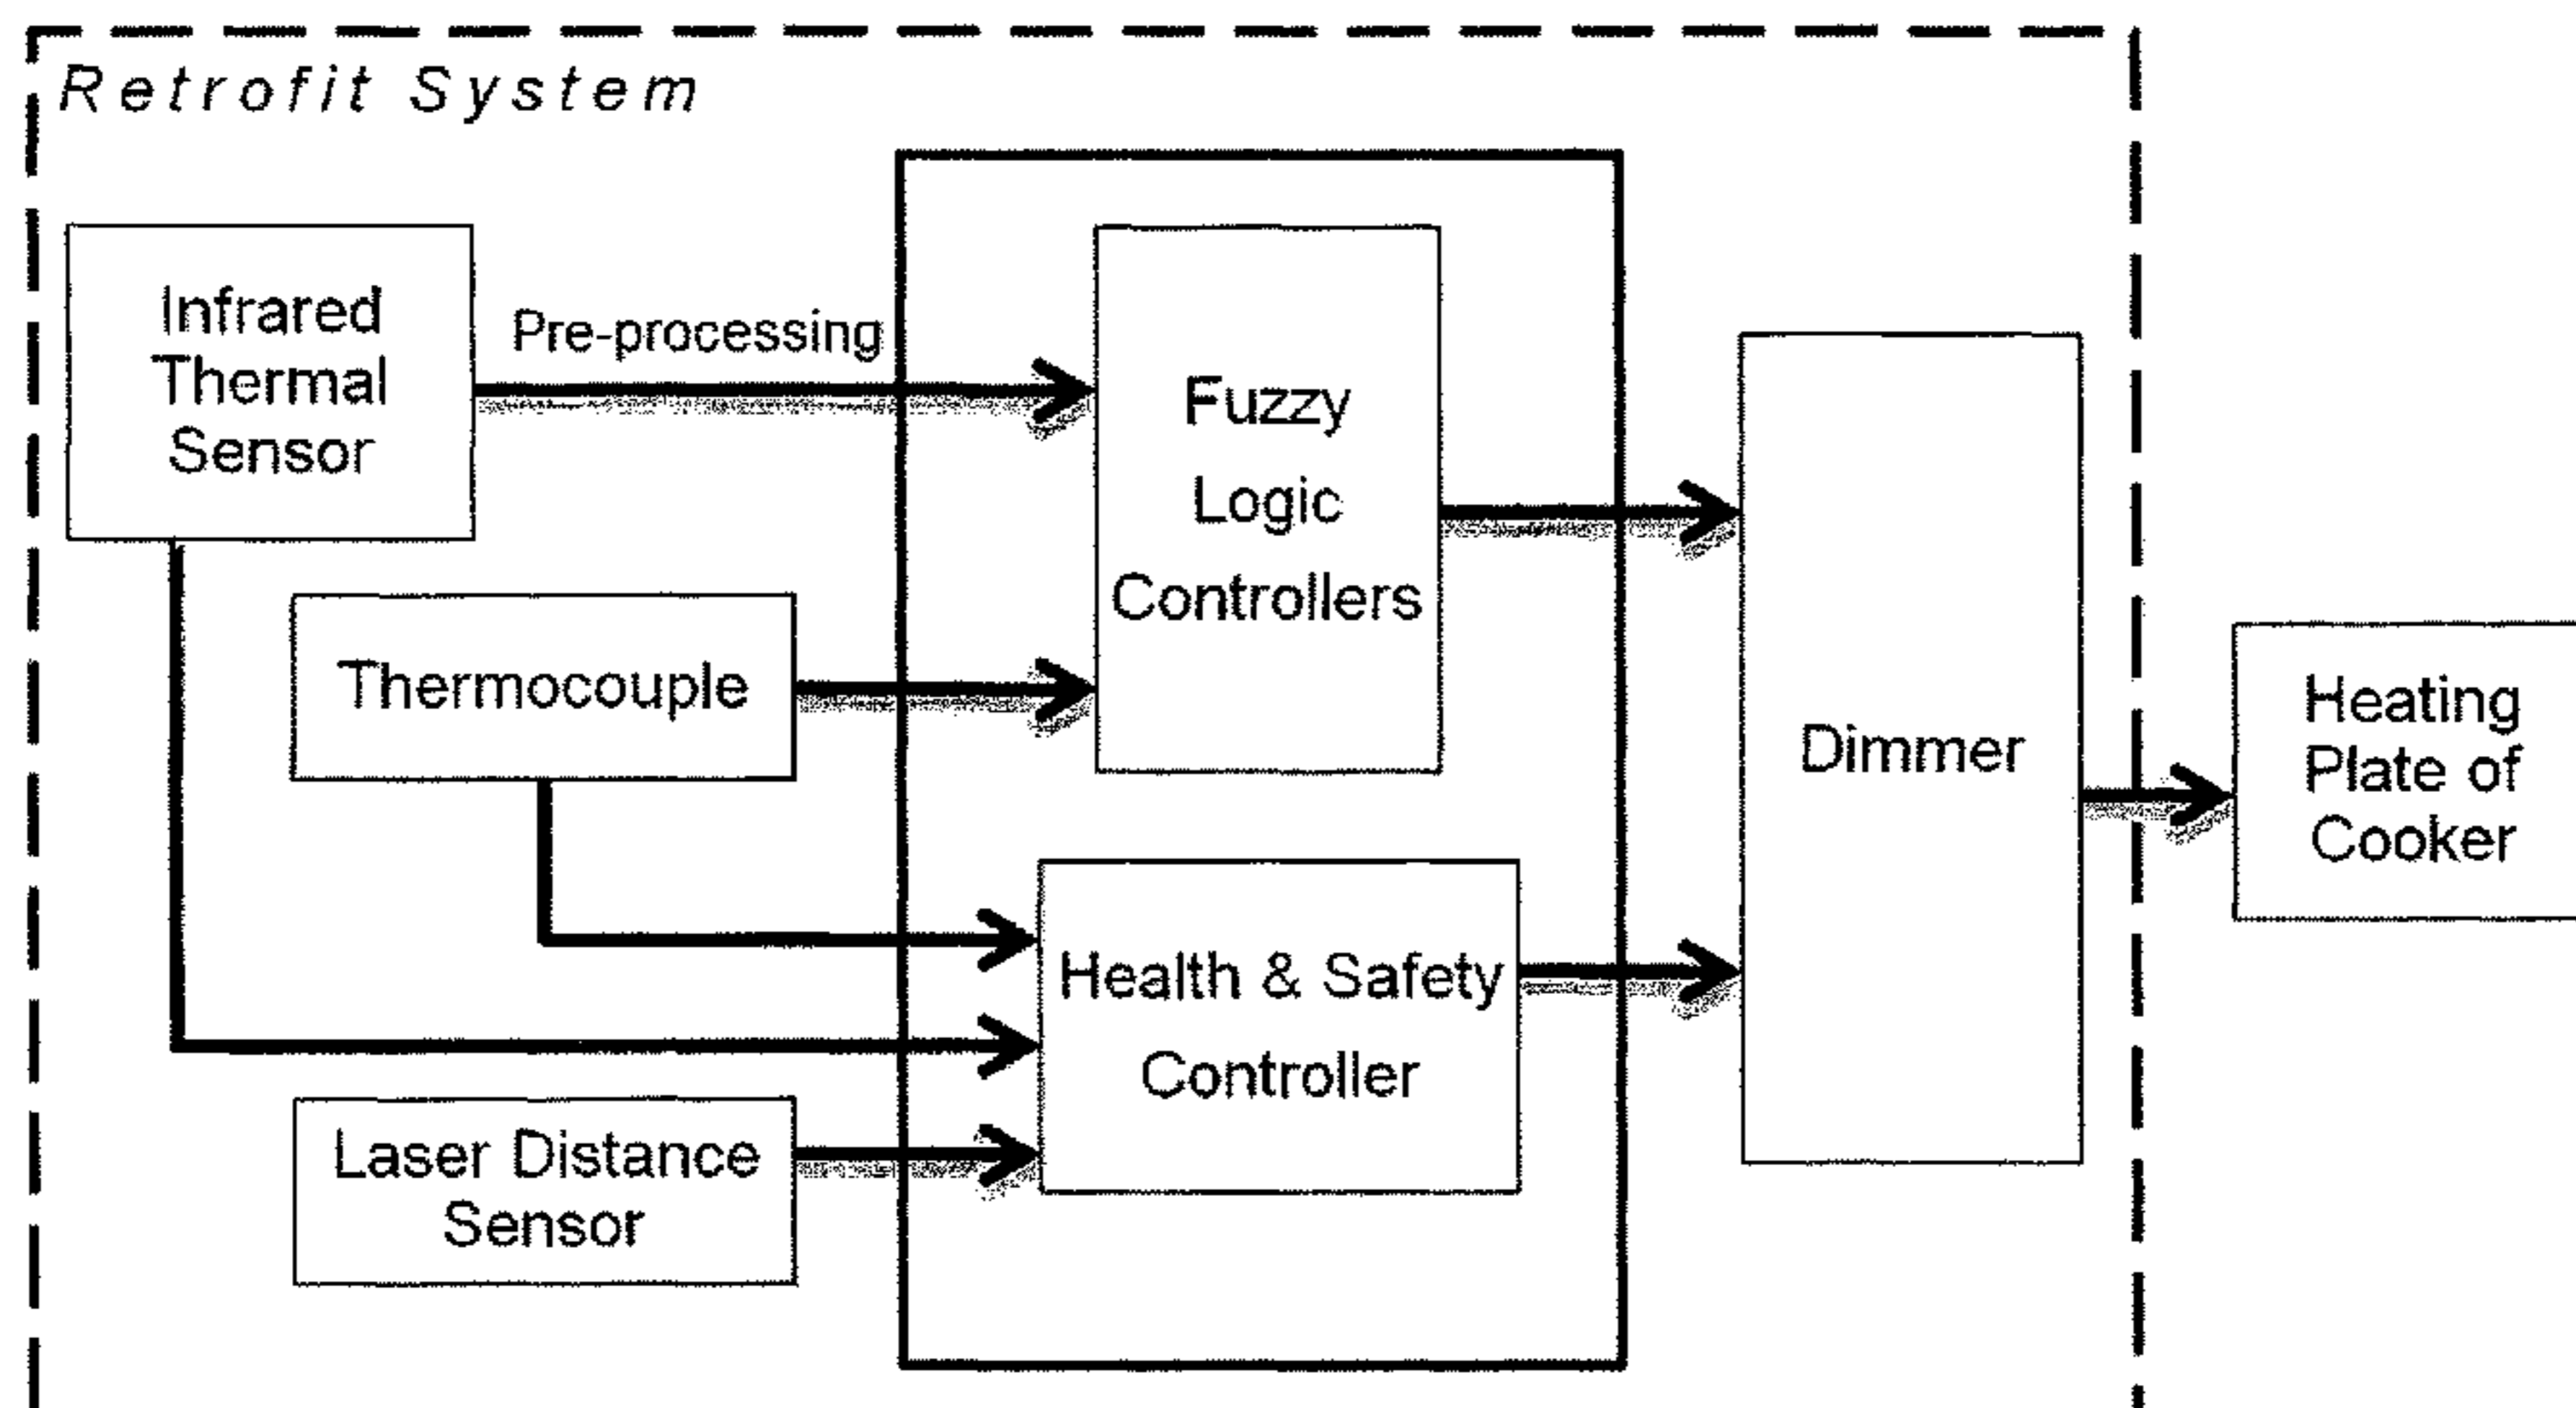 Retrofit System
Infrared
Thermal
Sensor
Pre-processing
Fuzzy
Logic
Controllers
Thermocouple
Dimmer
Heating
Plate of
Cooker
Health & Safety
Controller
Laser Distance
Sensor